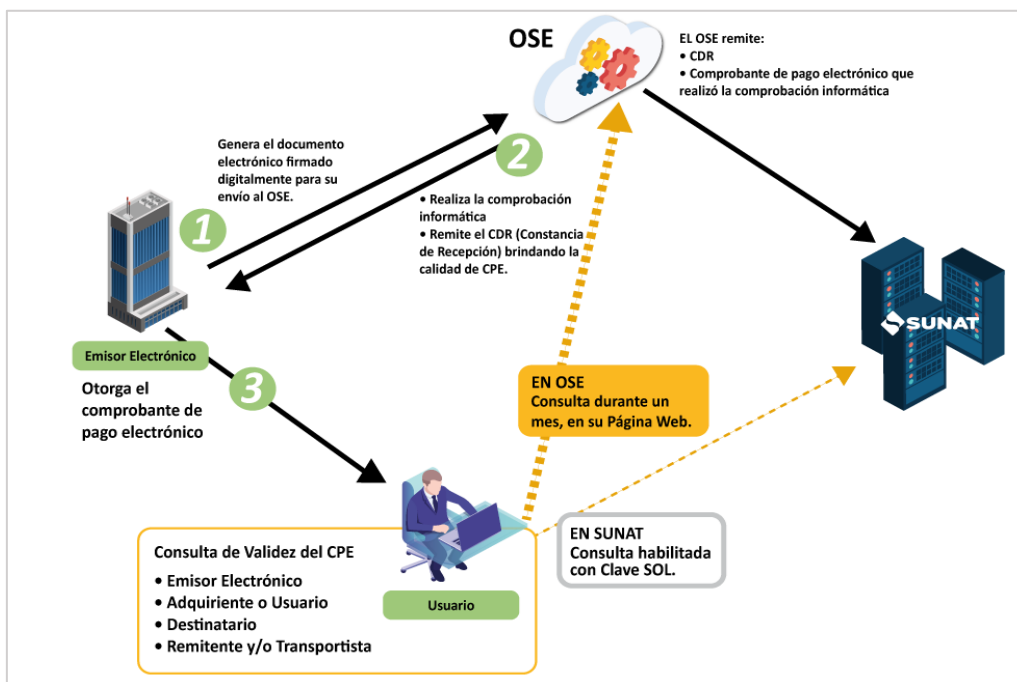 OSE
EL OSE remite:
• CDR
• Comprobante de pago electrónico que
realizó la comprobación informática
Genera el documento
electrónico firmado
digitalmente para su
envío al OSE.
1
2
• Realiza la comprobación
informática
• Remite el CDR (Constancia
de Recepción) brindando la
calidad de CPE.
SUNAT
Emisor Electrónico
Otorga el
comprobante de
pago electrónico
3
EN OSE
Consulta durante un
mes, en su Página Web.
EN SUNAT
Consulta habilitada
con Clave SOL.
Consulta de Validez del CPE
• Emisor Electrónico
• Adquiriente o Usuario
• Destinatario
• Remitente y/o Transportista
Usuario